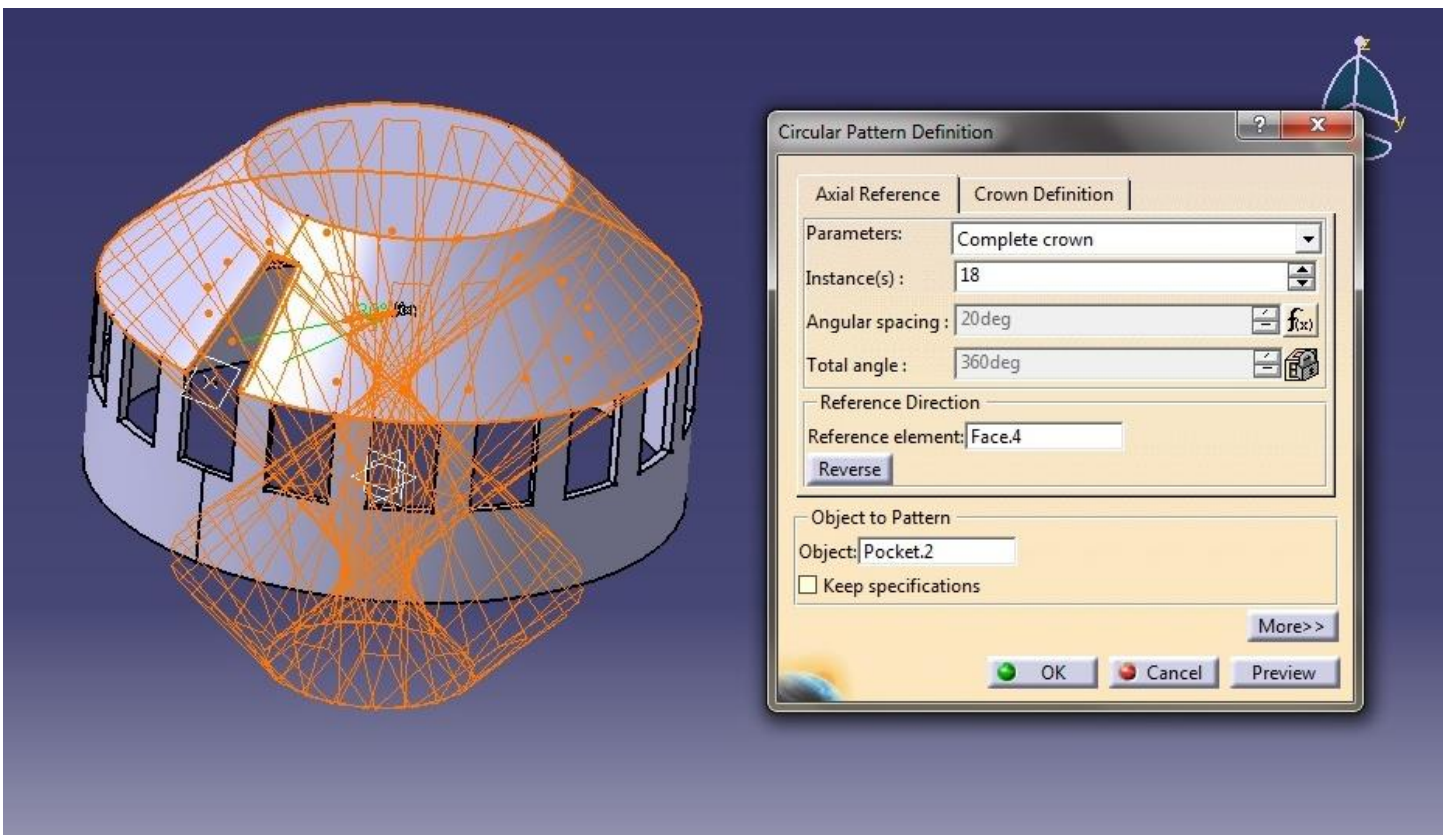 z
y
Circular Pattern Definition
?
X
Axial Reference
Crown Definition
Parameters:
Complete crown
Instance(s) :
18
Angular spacing :
20deg
f(x)
Total angle :
360deg
Reference Direction
Reference element:
Face.4
Reverse
Object to Pattern
Object:
Pocket.2
Keep specifications
More>>
OK
Cancel
Preview